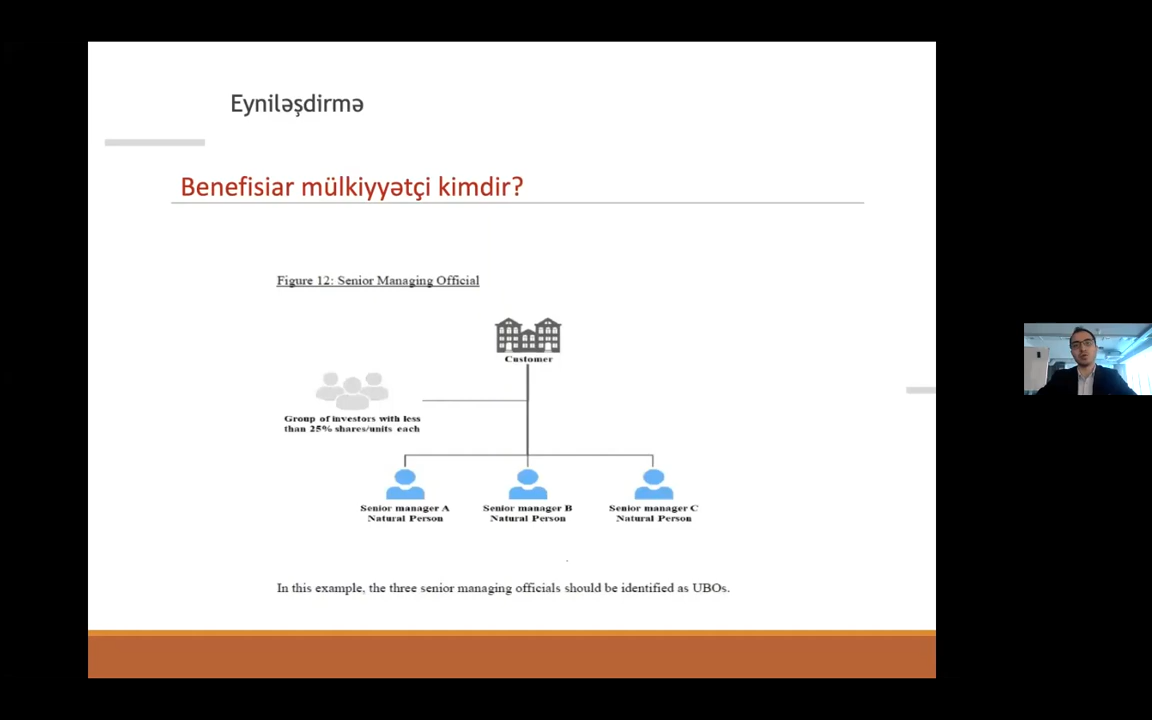 Eyniləşdirmə
Benefisiar mülkiyyətçi kimdir?
Figure 12: Senior Managing Official
Customer
Group of investors with less
than 25% shares/units each
Senior manager A
Natural Person
Senior manager B
Natural Person
Senior manager C
Natural Person
In this example, the three senior managing officials should be identified as UBOs.